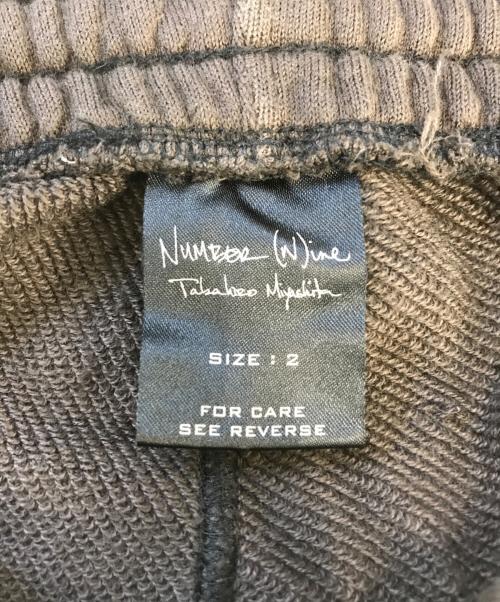 NUMBER (N)ine
Takahiro Miyashita
SIZE : 2
FOR CARE
SEE REVERSE